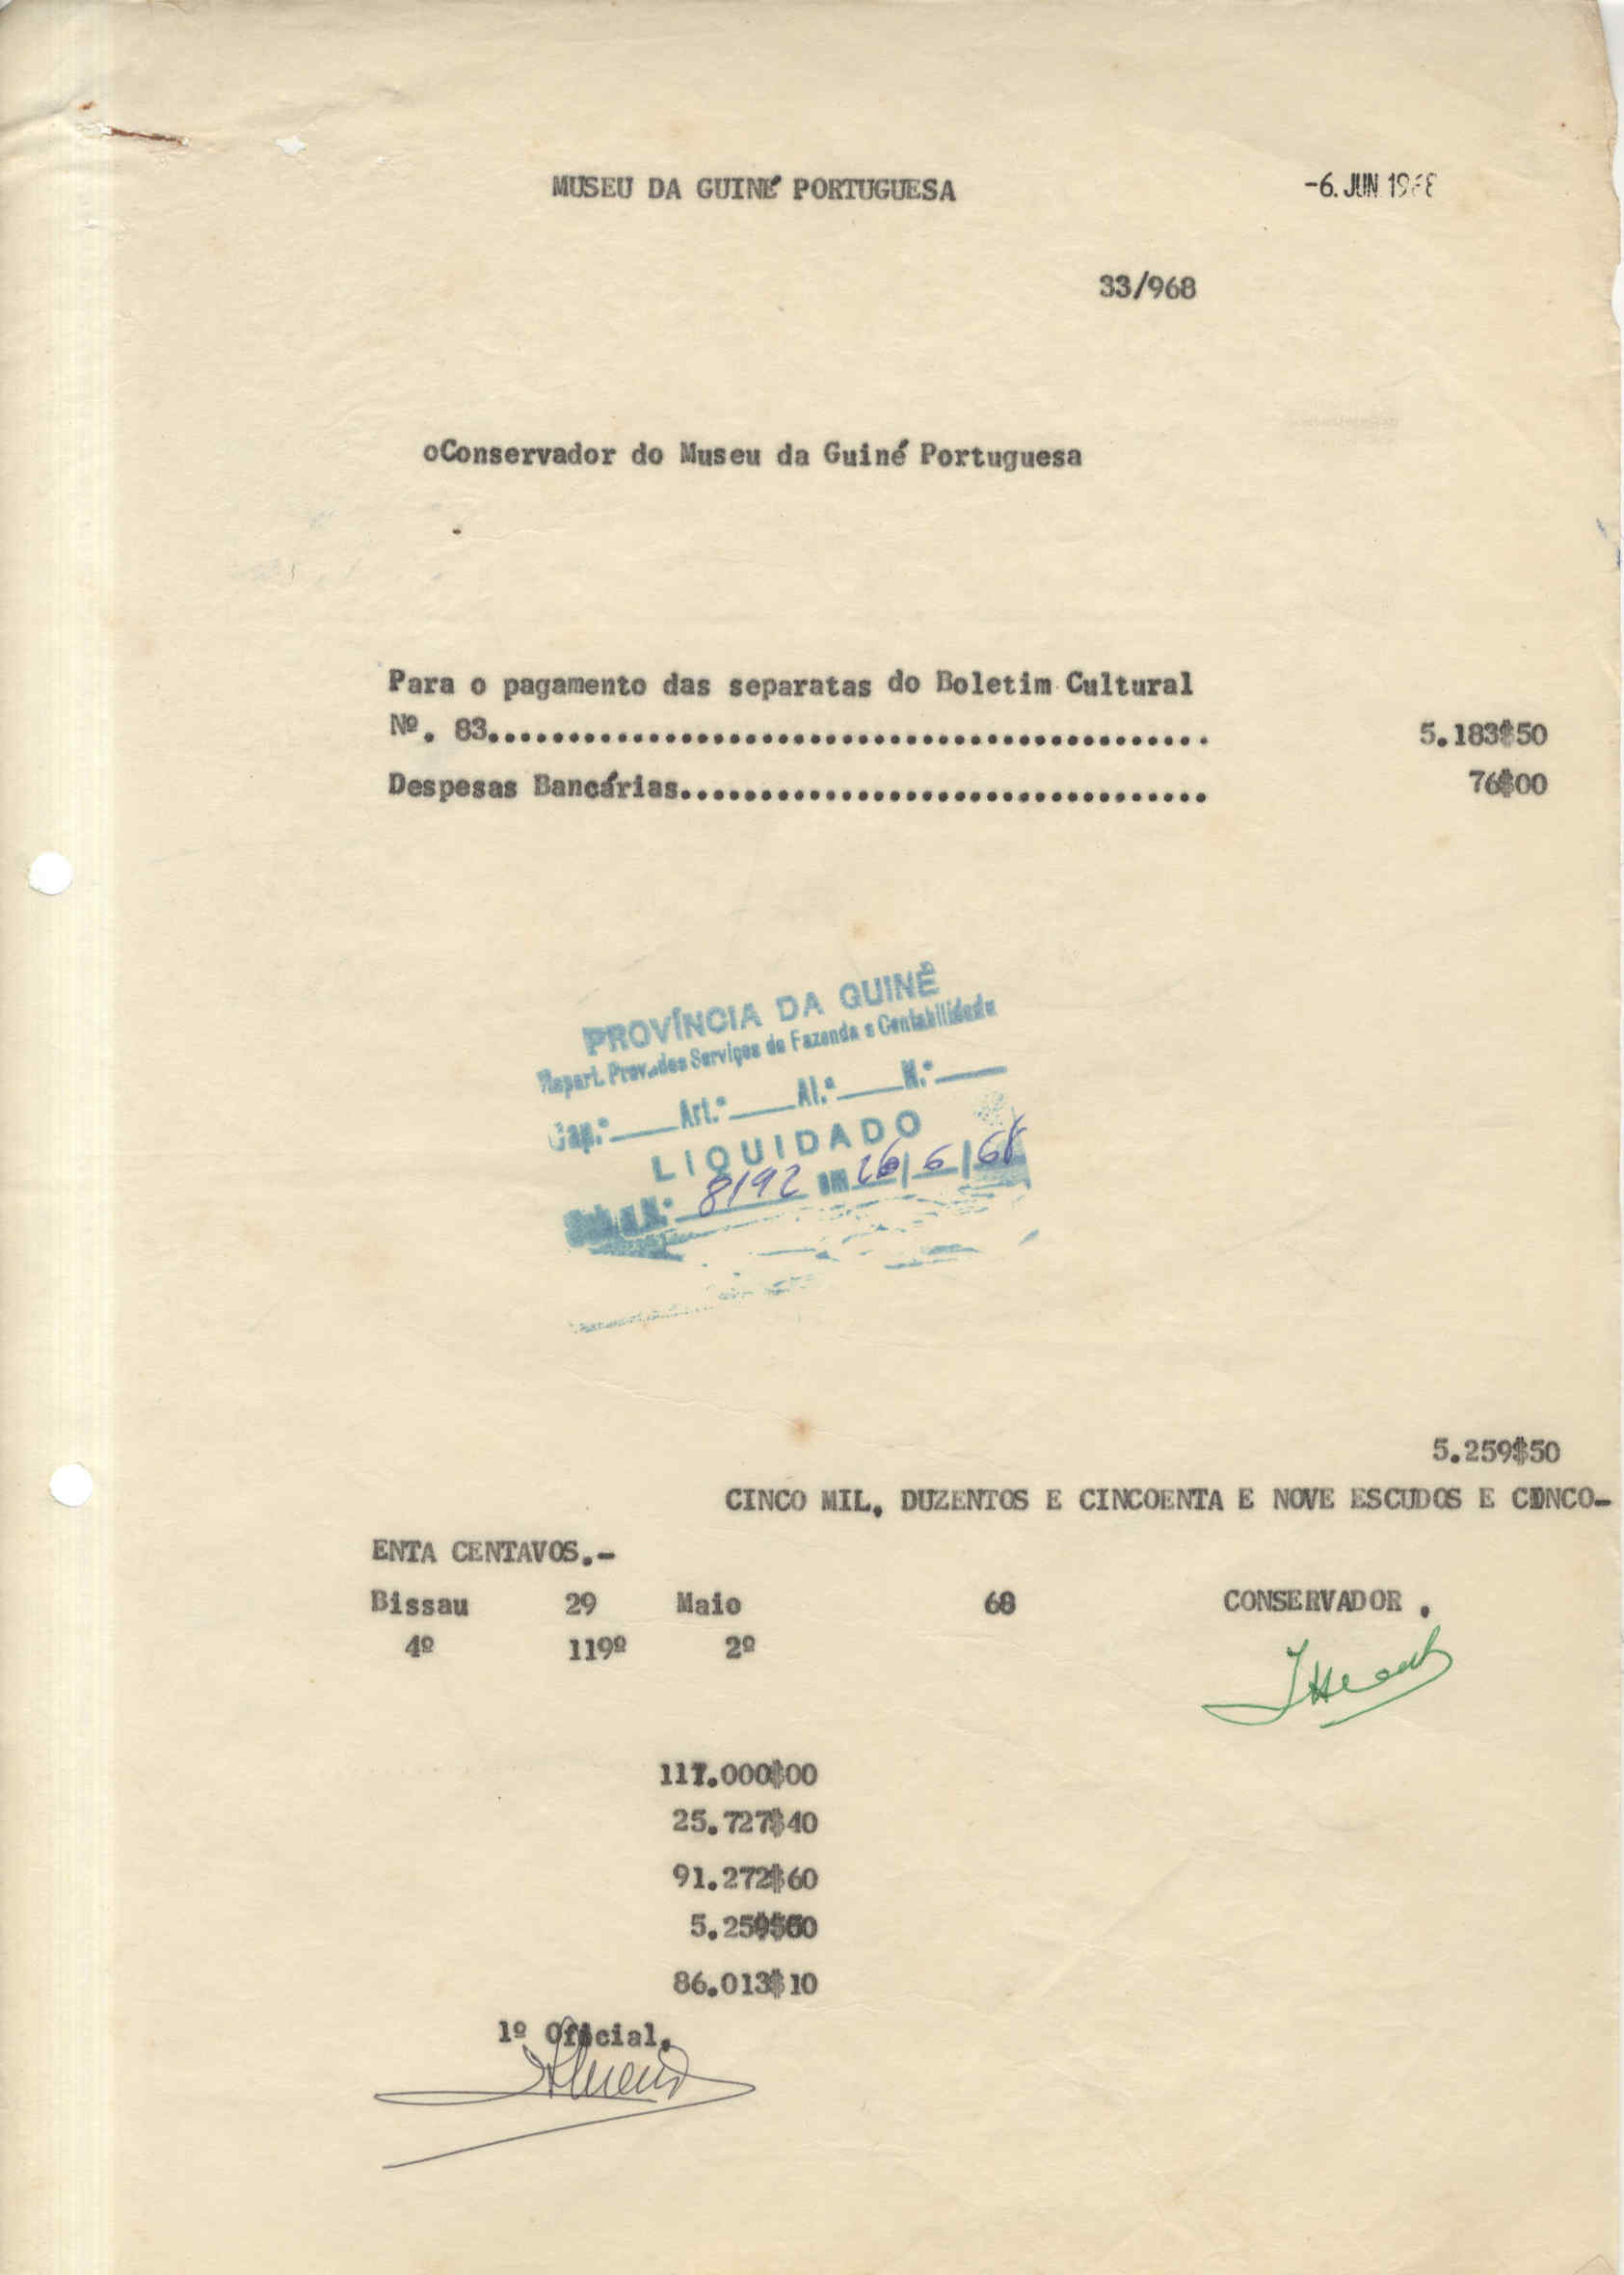 MUSEU DA GUINÉ PORTUGUESA
-6. JUN 1968
33/968
oConservador do Museu da Guiné Portuguesa
Para o pagamento das separatas do Boletim Cultural
Nº. 83............................................. 5.183$50
Despesas Bancárias................................. 76$00
PROVÍNCIA DA GUINÉ
Repart. Prov. dos Serviços de Fazenda e Contabilidade
Cap.º____Art.º____Al.ª____N.º____
LIQUIDADO
8192 em 26/6/68
5.259$50
CINCO MIL, DUZENTOS E CINCOENTA E NOVE ESCUDOS E CINCO-
ENTA CENTAVOS.-
Bissau 29 Maio 68 CONSERVADOR .
4º 119º 2º
117.000$00
25.727$40
91.272$60
5.259$50
86.013$10
1º Oficial,